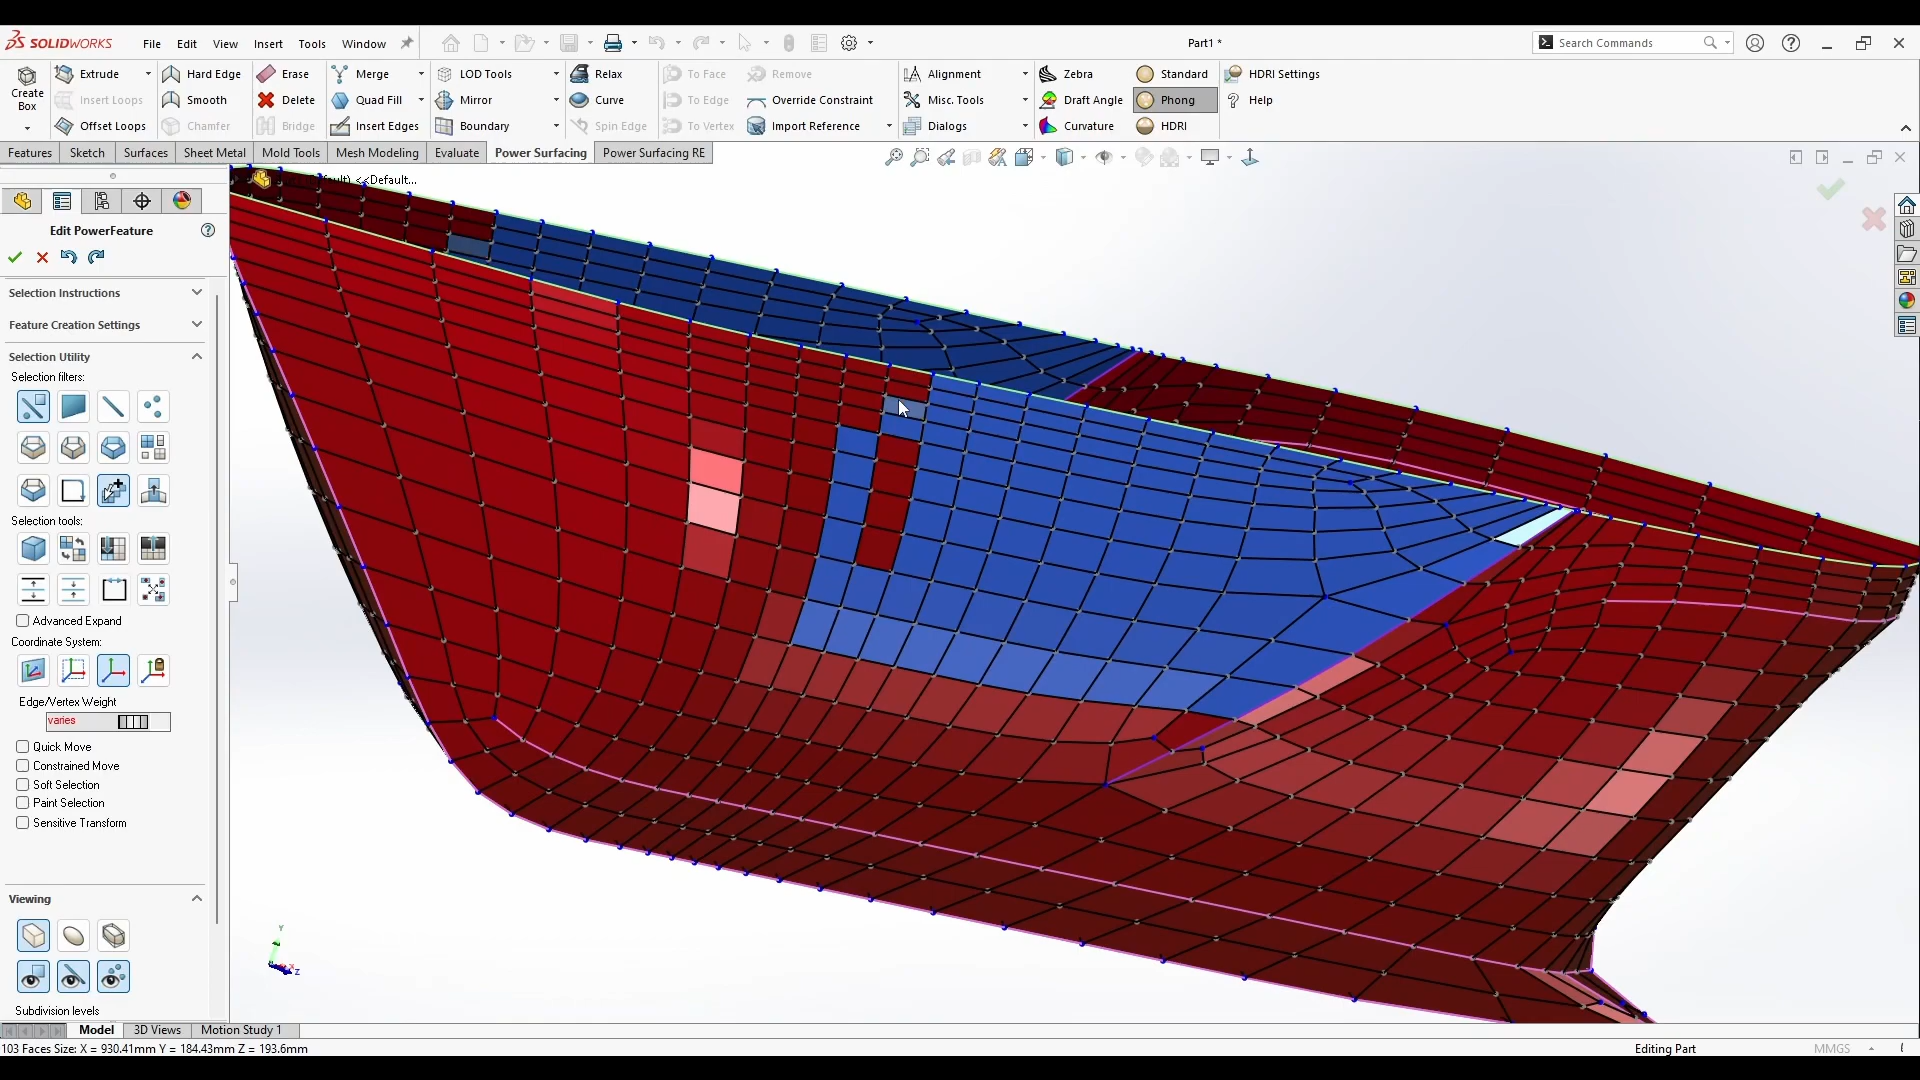 SOLIDWORKS File Edit View Insert Tools Window Part1 * Search Commands
Extrude Hard Edge Erase Merge LOD Tools Relax To Face Remove Alignment Zebra Standard HDRI Settings
Create Box
Insert Loops Smooth Delete Quad Fill Mirror Curve To Edge Override Constraint Misc. Tools Draft Angle Phong Help
Offset Loops Chamfer Bridge Insert Edges Boundary Spin Edge To Vertex Import Reference Dialogs Curvature HDRI
Features Sketch Surfaces Sheet Metal Mold Tools Mesh Modeling Evaluate Power Surfacing Power Surfacing RE
<<Default...
Edit PowerFeature
Selection Instructions
Feature Creation Settings
Selection Utility
Selection filters:
Selection tools:
Advanced Expand
Coordinate System:
Edge/Vertex Weight
varies
Quick Move
Constrained Move
Soft Selection
Paint Selection
Sensitive Transform
Viewing
Y
Z
Subdivision levels
Model 3D Views Motion Study 1
103 Faces Size: X = 930.41mm Y = 184.43mm Z = 193.6mm Editing Part MMGS